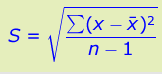 S = √(∑(x − x̄)² / (n − 1))